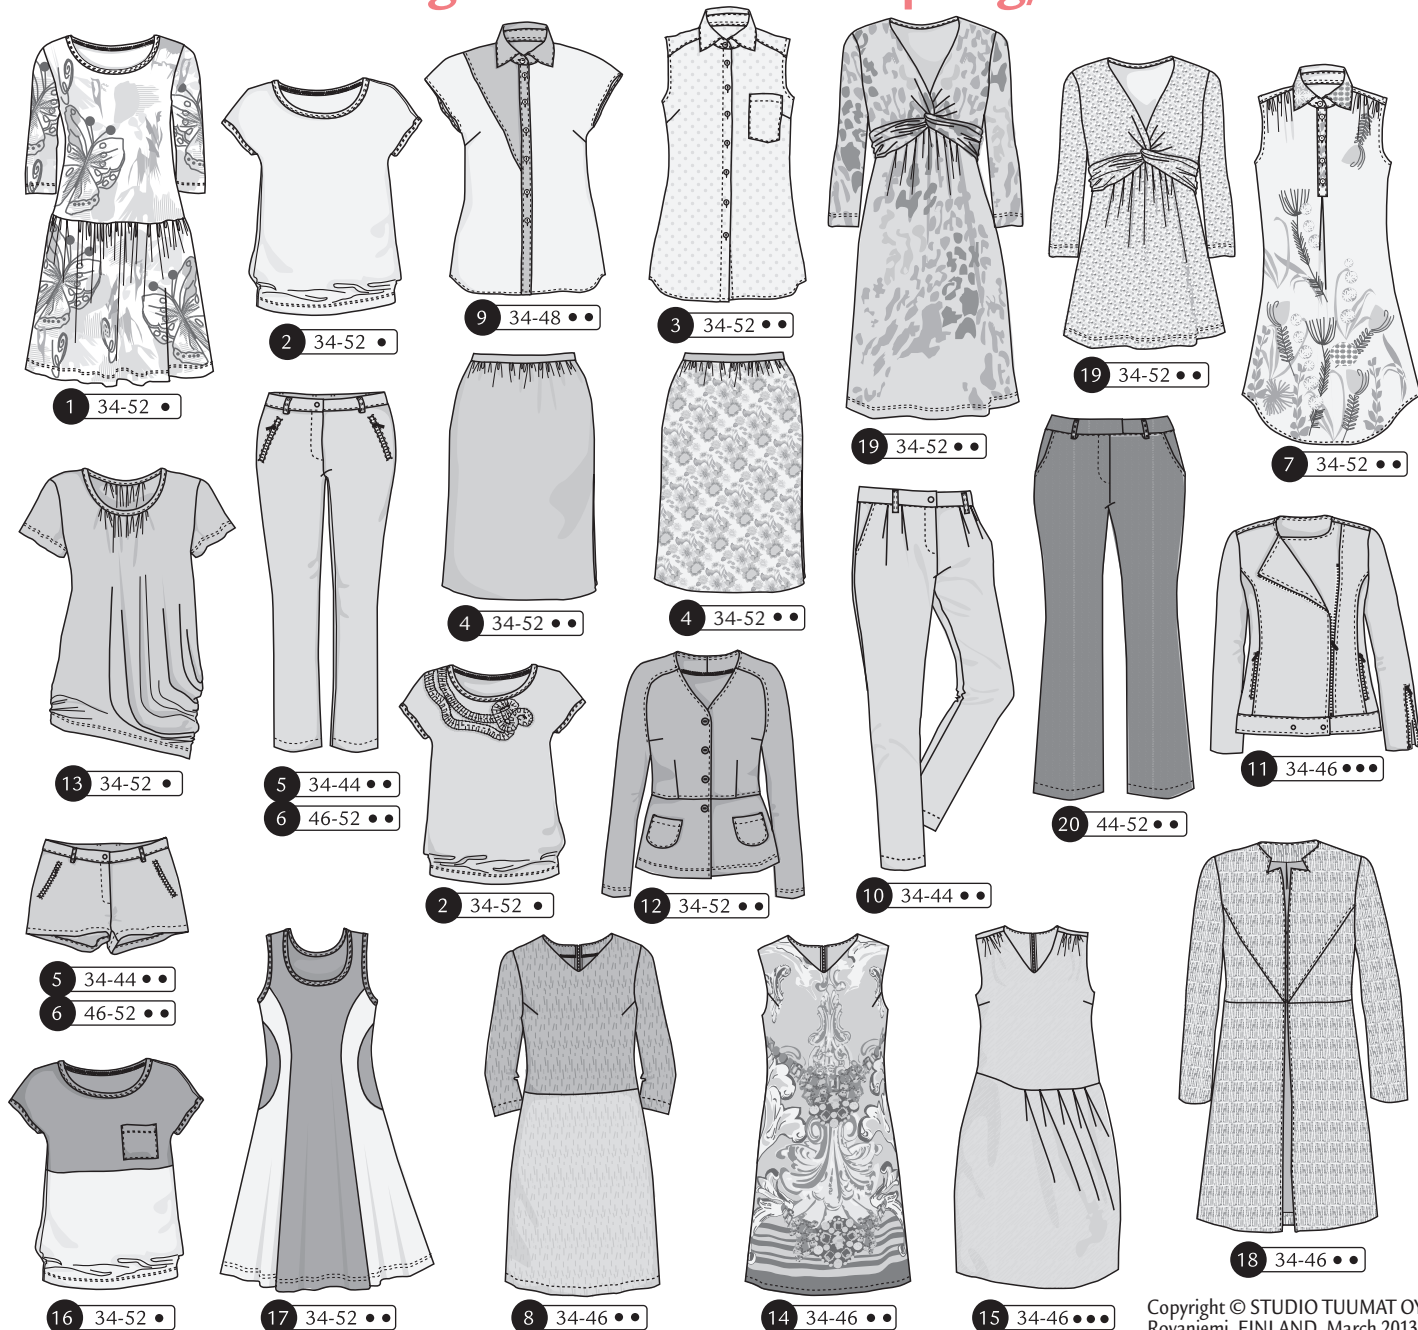 2 34-52 •
9 34-48 ••
3 34-52 ••
19 34-52 ••
1 34-52 •
19 34-52 ••
7 34-52 ••
4 34-52 ••
4 34-52 ••
13 34-52 •
5 34-44 ••
6 46-52 ••
11 34-46 •••
20 44-52 ••
2 34-52 •
12 34-52 ••
10 34-44 ••
5 34-44 ••
6 46-52 ••
18 34-46 ••
16 34-52 •
17 34-52 ••
8 34-46 ••
14 34-46 ••
15 34-46 •••
Copyright © STUDIO TUUMAT OY
Rovaniemi, FINLAND, March 2013